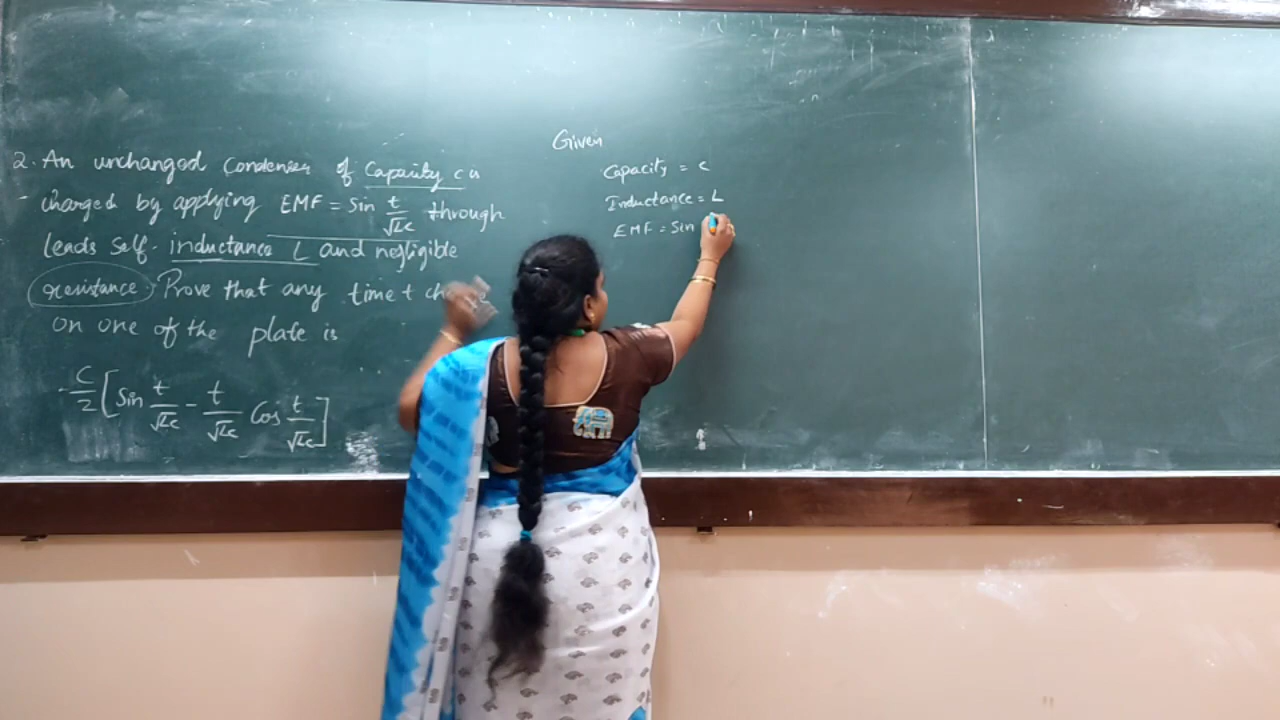 2. An unchanged Condenser of Capacity c is
charged by applying EMF = Sin t/√Lc through
leads self- inductance L and negligible
resistance. Prove that any time t
on one of the plate is
C/2 [Sin t/√Lc - t/√Lc Cos t/√Lc]
Given
Capacity = c
Inductance = L
EMF = Sin